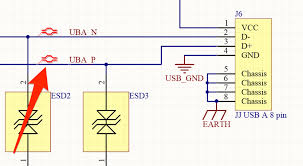 J6
UBA_N
1 VCC
2 D-
UBA_P
3 D+
4 GND
USB_GND
5 Chassis
6 Chassis
7 Chassis
8 Chassis
ESD2
ESD3
EARTH
JJ USB A 8 pin